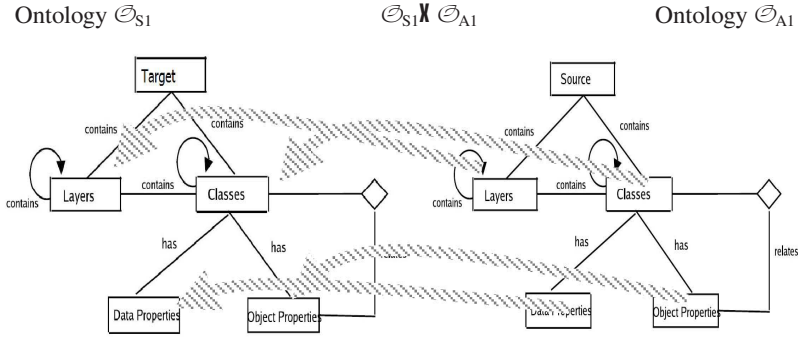 Ontology 𝒪S1
𝒪S1 X 𝒪A1
Ontology 𝒪A1
Target
Source
contains
contains
contains
contains
contains
contains
Layers
Classes
contains
contains
Layers
Classes
has
has
has
has
relates
Data Properties
Object Properties
Object Properties